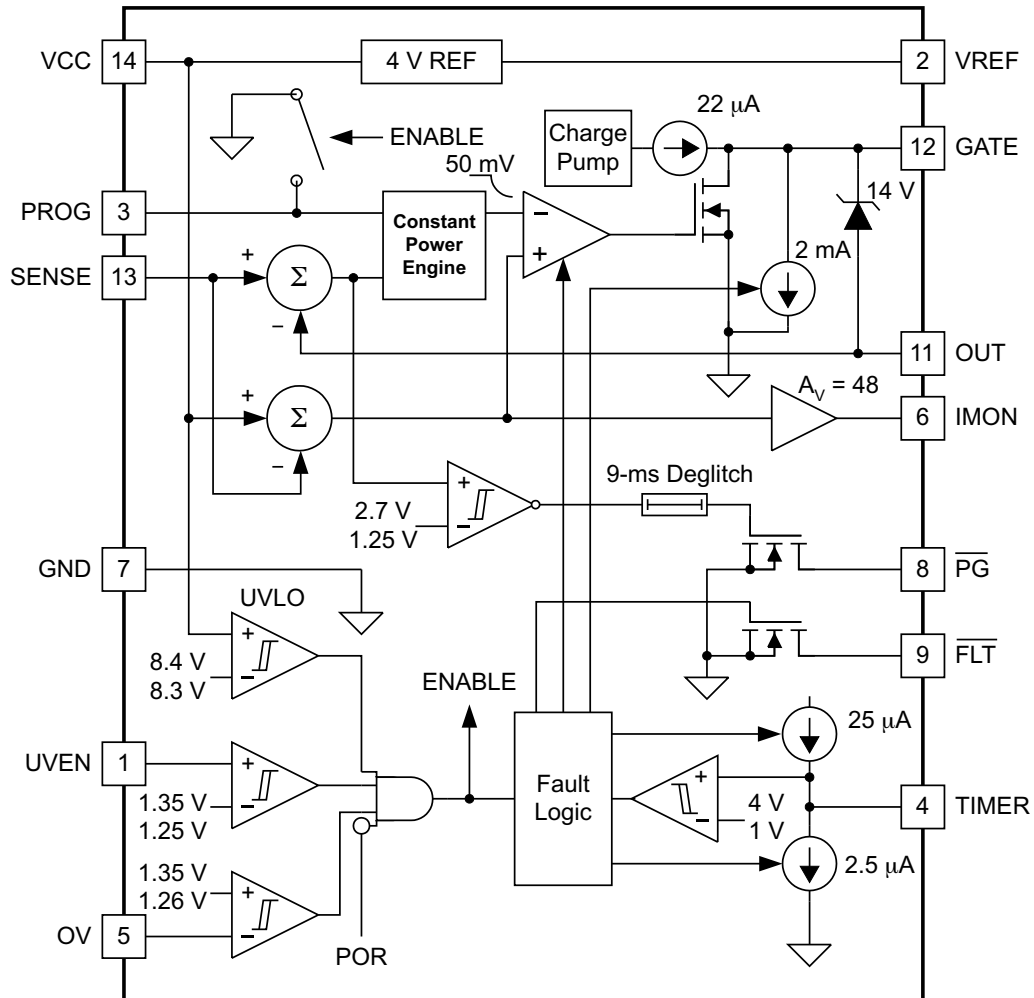 VCC 14
4 V REF
2 VREF
22 µA
ENABLE
Charge
Pump
12 GATE
50 mV
14 V
PROG 3
Constant
Power
Engine
−
+
2 mA
SENSE 13
+
Σ
−
11 OUT
A_V = 48
+
Σ
−
6 IMON
9-ms Deglitch
+
2.7 V
1.25 V
−
GND 7
8 PG
UVLO
+
8.4 V
8.3 V
−
9 FLT
ENABLE
25 µA
UVEN 1
+
1.35 V
1.25 V
−
Fault
Logic
+
4 V
1 V
−
4 TIMER
2.5 µA
1.35 V
1.26 V
+
−
OV 5
POR